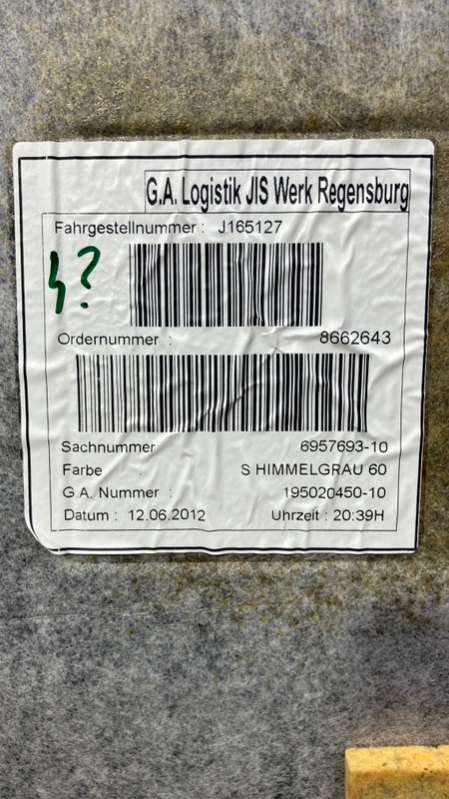 G.A. Logistik JIS Werk Regensburg
Fahrgestellnummer : J165127
?
Ordernummer : 8662643
Sachnummer 6957693-10
Farbe : S HIMMELGRAU 60
G.A. Nummer : 195020450-10
Datum : 12.06.2012 Uhrzeit : 20:39H